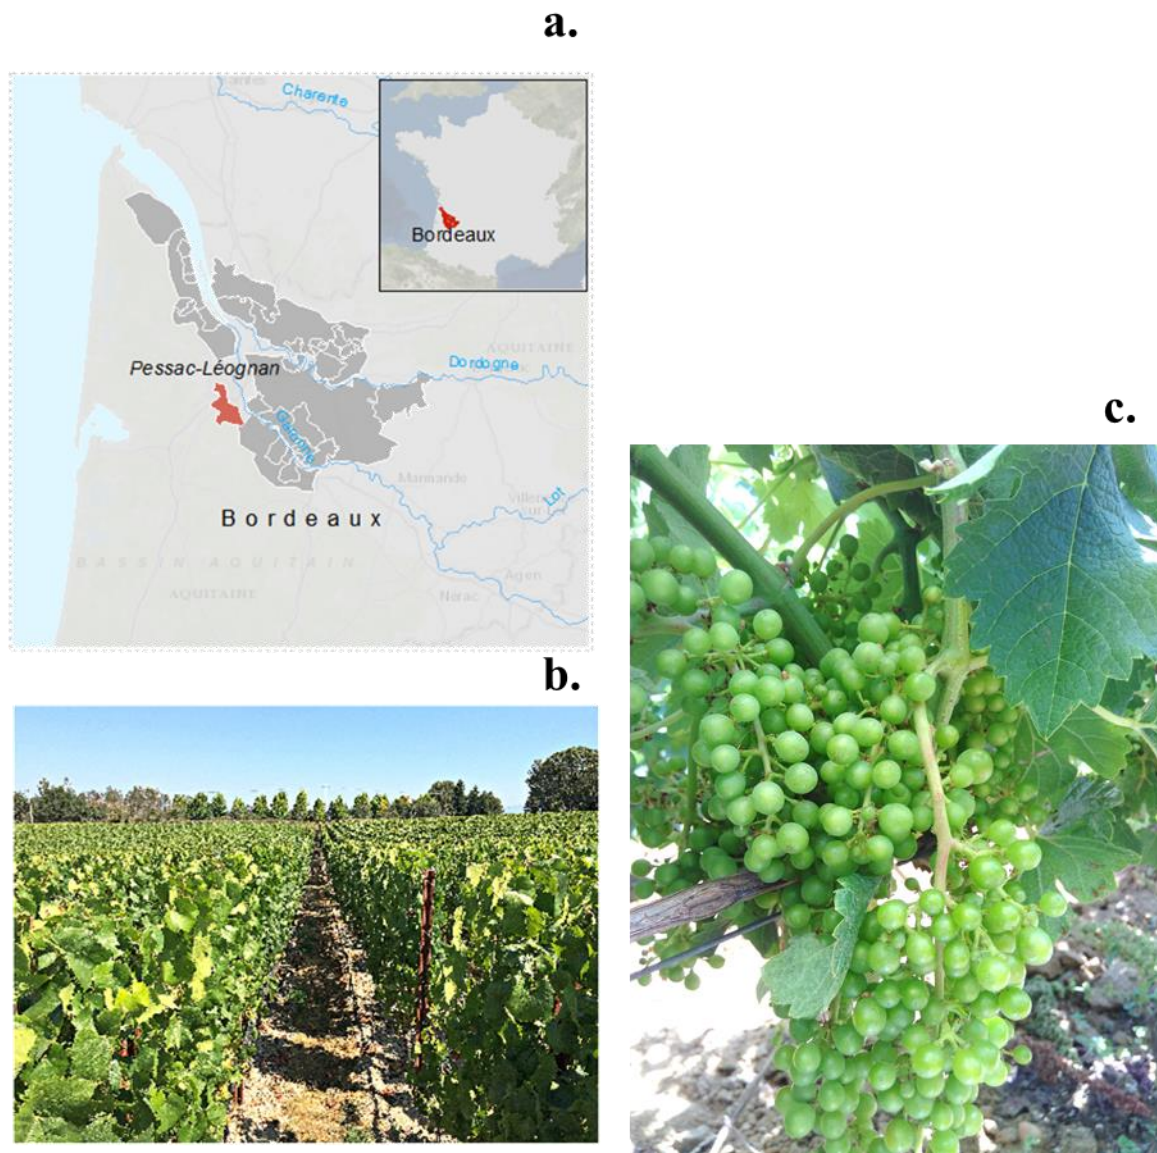 a.
Charente
Bordeaux
Pessac-Léognan
AQUITAINE
Dordogne
Garonne
Marmande
Lot
Bordeaux
BASSIN AQUITAIN
AQUITAINE
Agen
Nérac
b.
c.